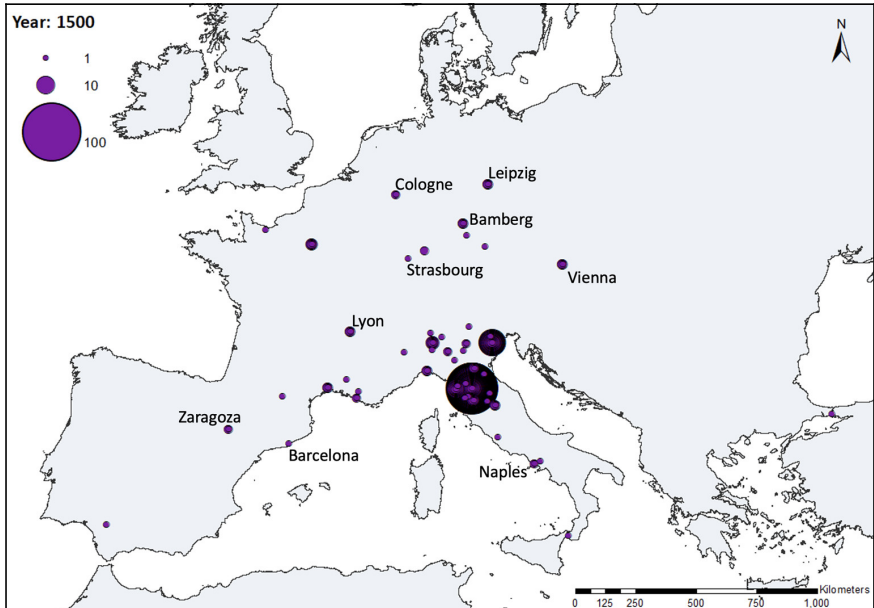 Year: 1500
1
10
100
N
Leipzig
Cologne
Bamberg
Strasbourg
Vienna
Lyon
Zaragoza
Barcelona
Naples
Kilometers
0 125 250 500 750 1.000